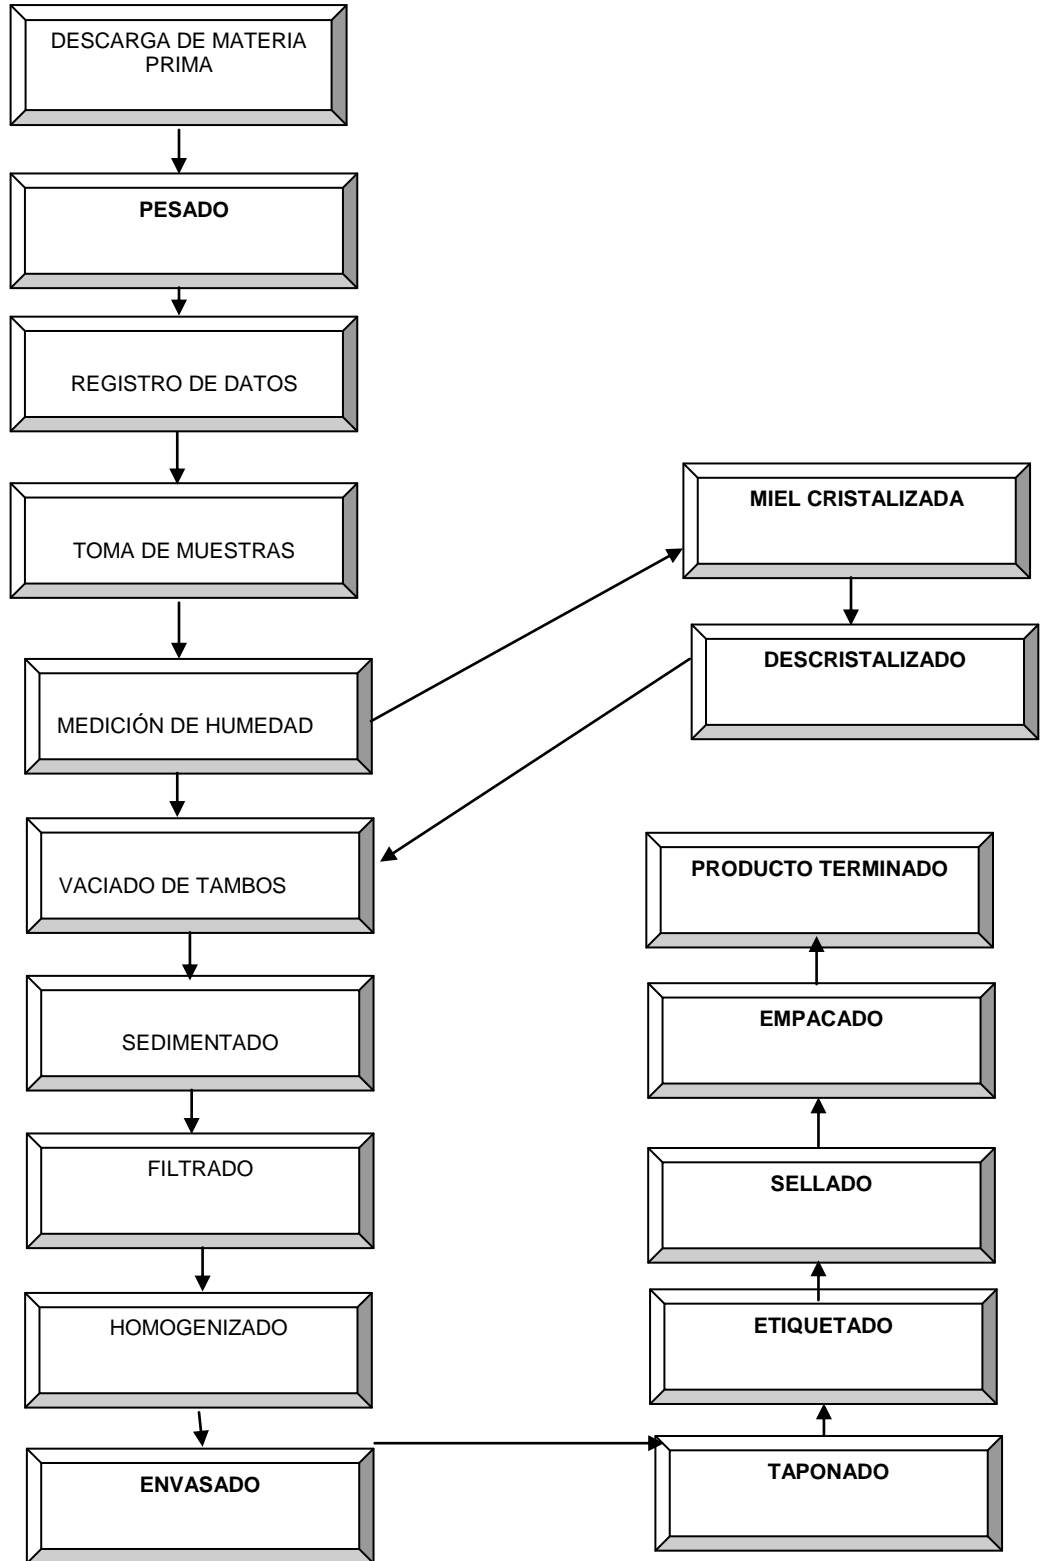 DESCARGA DE MATERIA
PRIMA
PESADO
REGISTRO DE DATOS
TOMA DE MUESTRAS
MEDICIÓN DE HUMEDAD
MIEL CRISTALIZADA
DESCRISTALIZADO
VACIADO DE TAMBOS
SEDIMENTADO
FILTRADO
HOMOGENIZADO
ENVASADO
TAPONADO
ETIQUETADO
SELLADO
EMPACADO
PRODUCTO TERMINADO